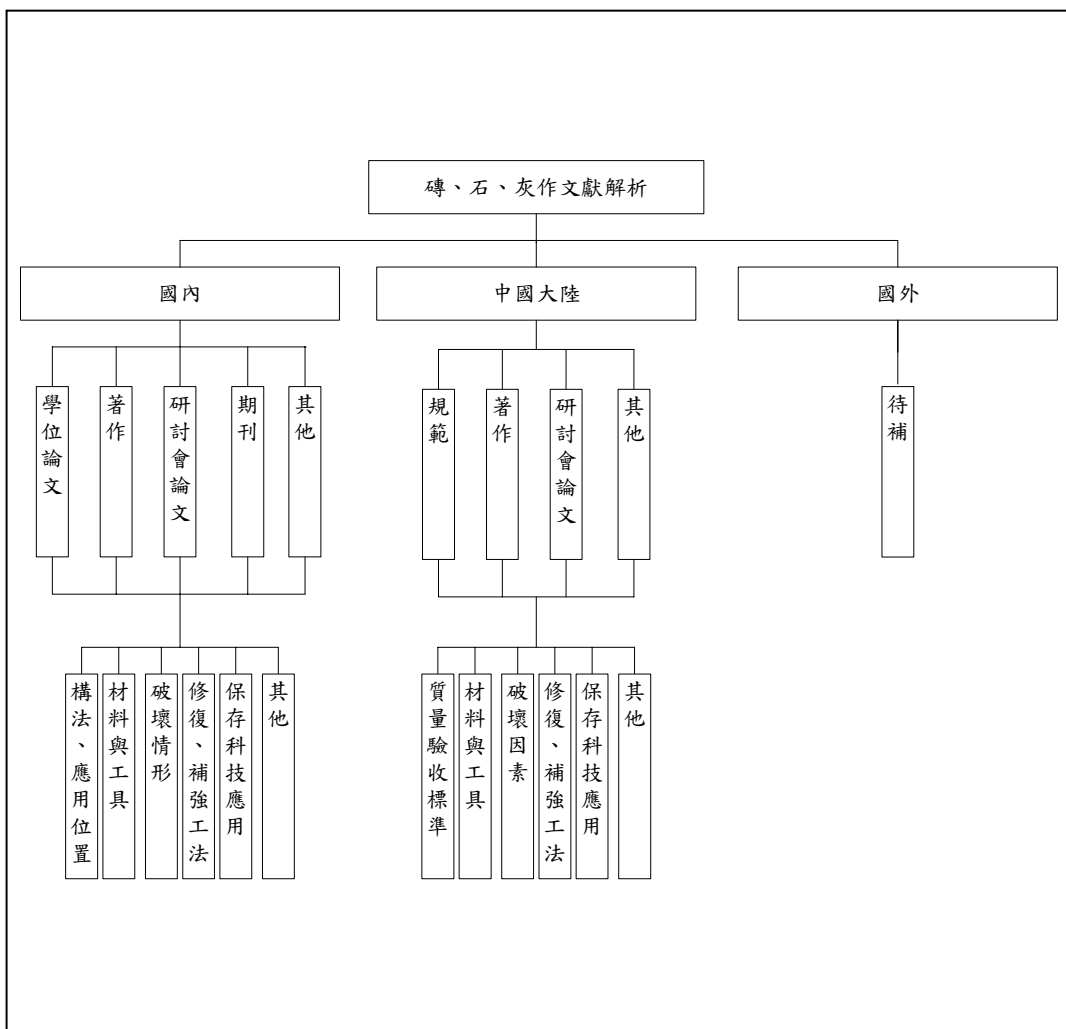 磚、石、灰作文獻解析
國內
中國大陸
國外
學位論文
著作
研討會論文
期刊
其他
規範
著作
研討會論文
其他
待補
構法、應用位置
材料與工具
破壞情形
修復、補強工法
保存科技應用
其他
質量驗收標準
材料與工具
破壞因素
修復、補強工法
保存科技應用
其他